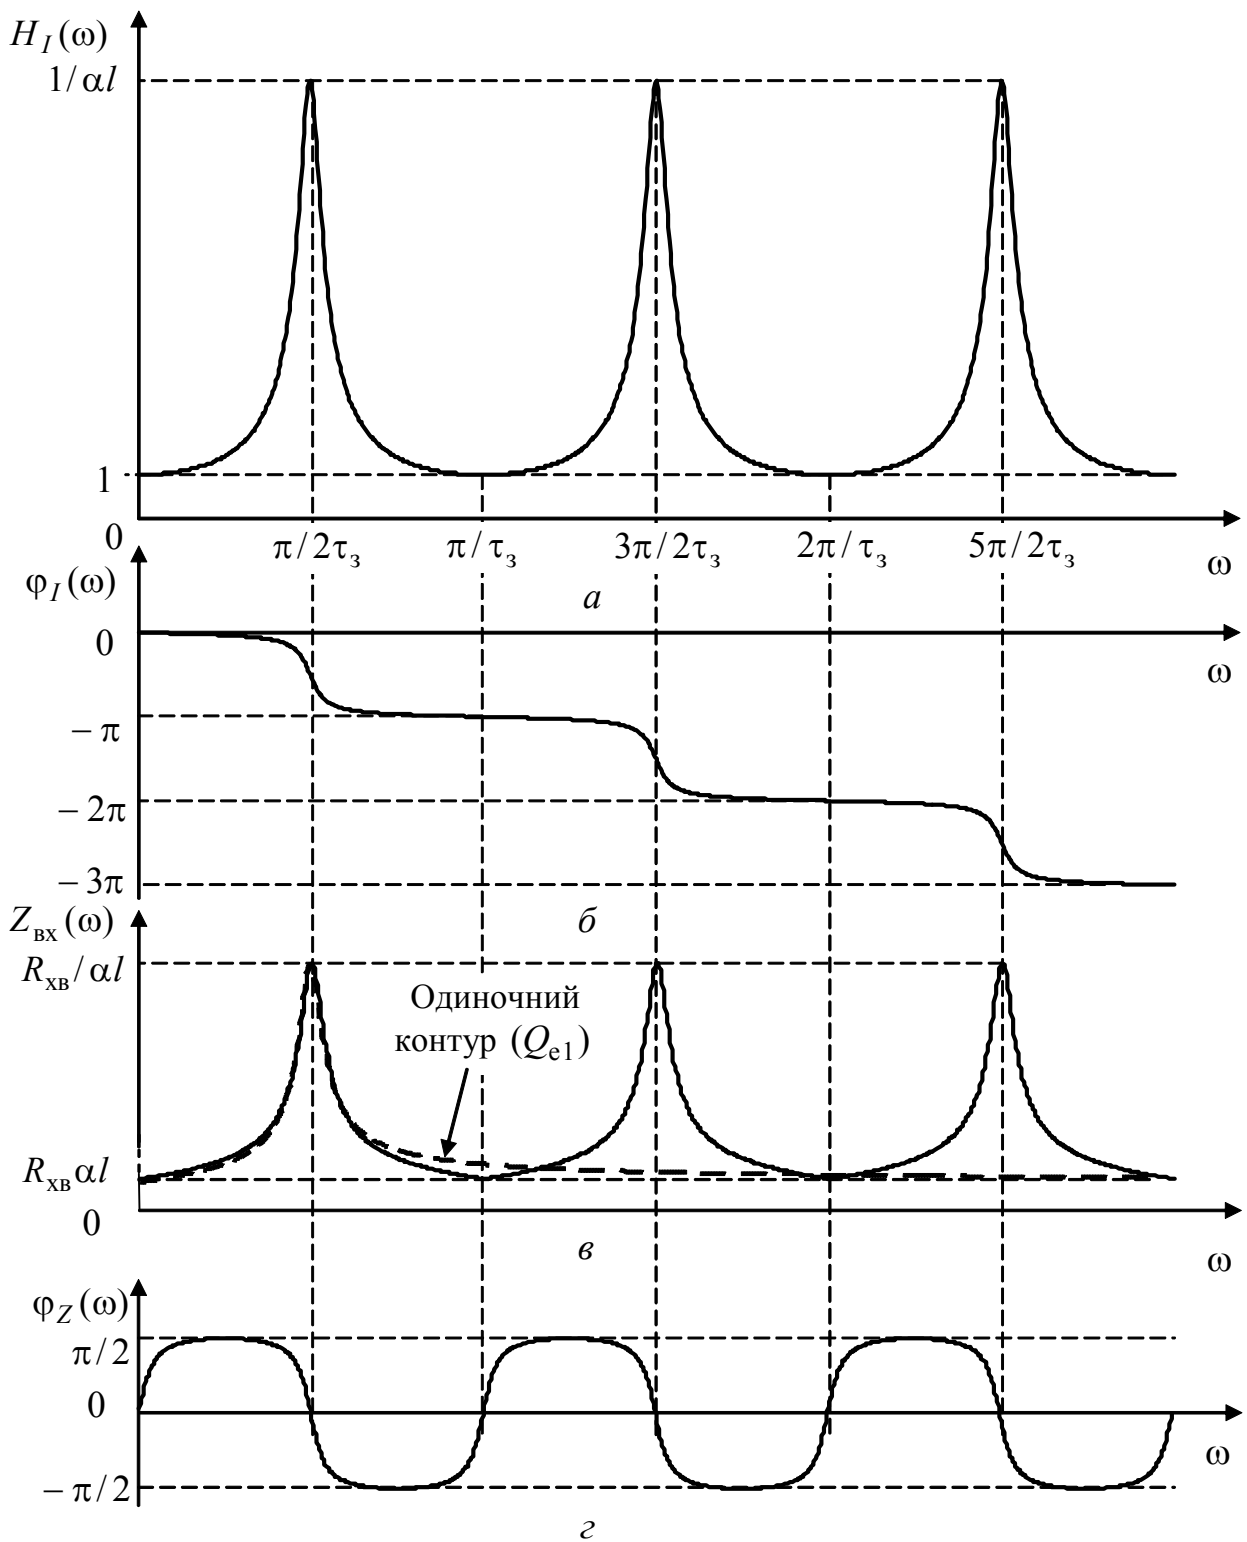 H_I(ω)
1/αl
1
0
π/2τ_з π/τ_з 3π/2τ_з 2π/τ_з 5π/2τ_з
ω
а
φ_I(ω)
0
ω
−π
−2π
−3π
б
Z_вх(ω)
R_хв/αl
Одиночний
контур (Q_е1)
R_хвαl
0
ω
в
φ_Z(ω)
π/2
0
ω
−π/2
г